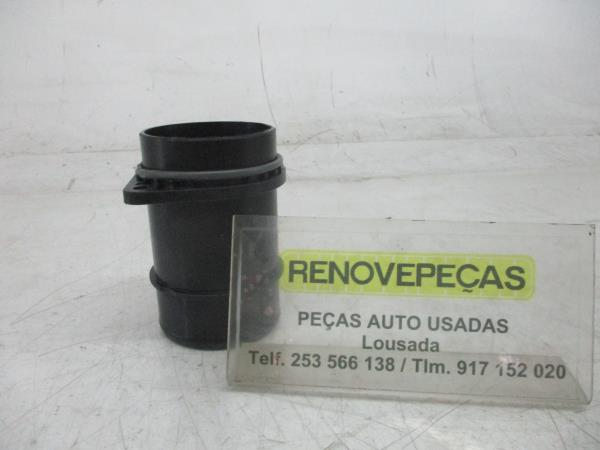 RENOVEPEÇAS
PEÇAS AUTO USADAS
Lousada
Telf. 253 566 138 / Tlm. 917 152 020